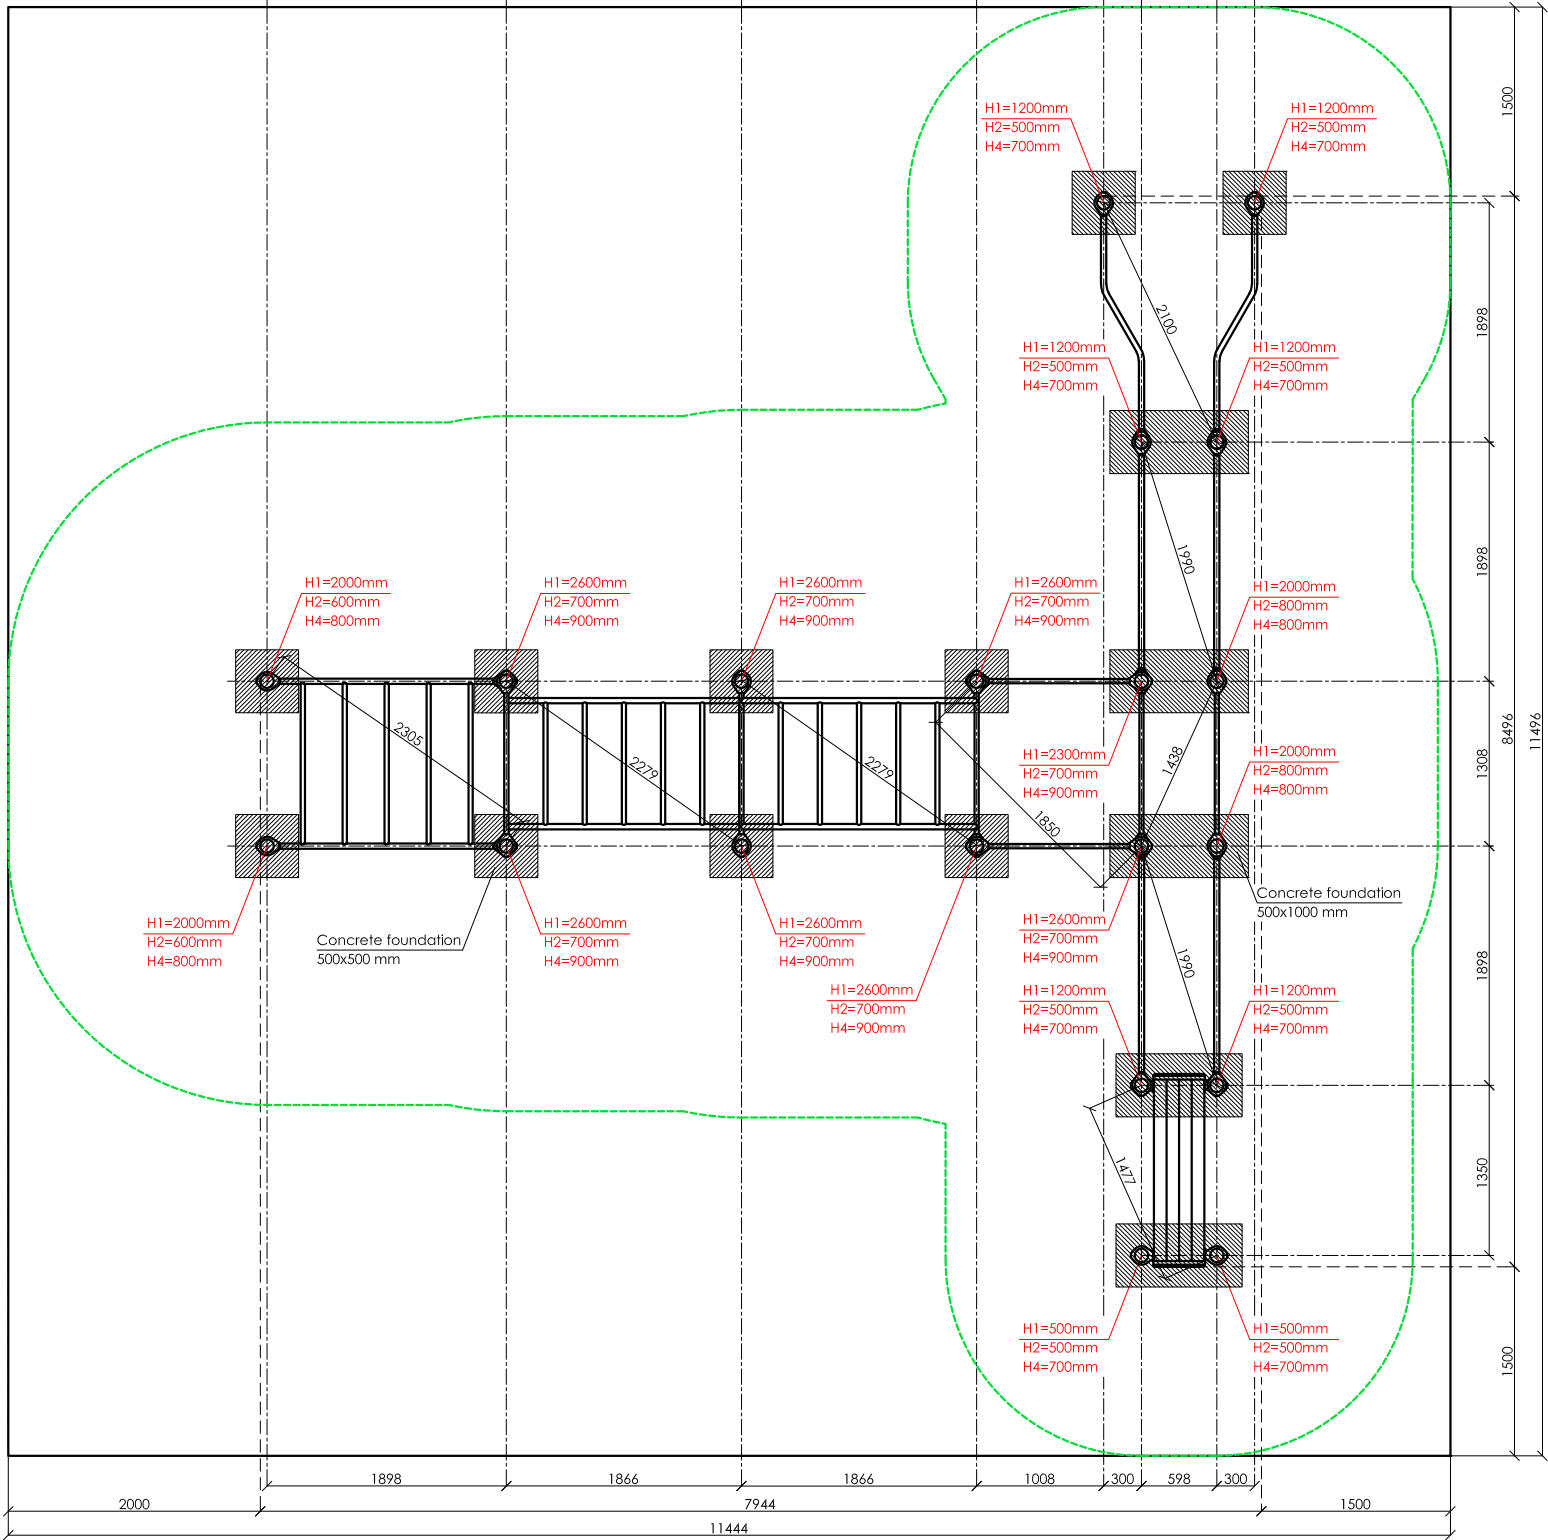 H1=1200mm
H2=500mm
H4=700mm
H1=1200mm
H2=500mm
H4=700mm
1500
2100
1898
H1=1200mm
H2=500mm
H4=700mm
H1=1200mm
H2=500mm
H4=700mm
1990
1898
H1=2000mm
H2=600mm
H4=800mm
H1=2600mm
H2=700mm
H4=900mm
H1=2600mm
H2=700mm
H4=900mm
H1=2600mm
H2=700mm
H4=900mm
H1=2000mm
H2=800mm
H4=800mm
2305
2279
2279
1850
1438
H1=2300mm
H2=700mm
H4=900mm
H1=2000mm
H2=800mm
H4=800mm
1308
8496
11496
H1=2000mm
H2=600mm
H4=800mm
Concrete foundation
500x500 mm
H1=2600mm
H2=700mm
H4=900mm
H1=2600mm
H2=700mm
H4=900mm
H1=2600mm
H2=700mm
H4=900mm
H1=2600mm
H2=700mm
H4=900mm
Concrete foundation
500x1000 mm
1990
1898
H1=1200mm
H2=500mm
H4=700mm
H1=1200mm
H2=500mm
H4=700mm
1477
1350
H1=500mm
H2=500mm
H4=700mm
H1=500mm
H2=500mm
H4=700mm
1500
1898
1866
1866
1008
300
598
300
2000
7944
1500
11444